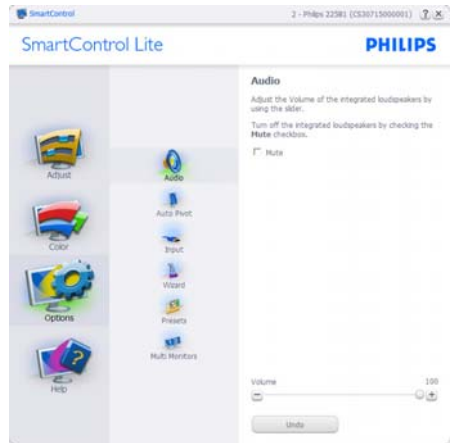 SmartControl
2 - Philips 225B1 (CS30715000001)
? X
SmartControl Lite
PHILIPS
Adjust
Color
Options
Help
Audio
Auto Pivot
Input
Wizard
Presets
Multi Monitors
Audio
Adjust the Volume of the integrated loudspeakers by
using the slider.
Turn off the integrated loudspeakers by checking the
Mute checkbox.
Mute
Volume 100
Undo